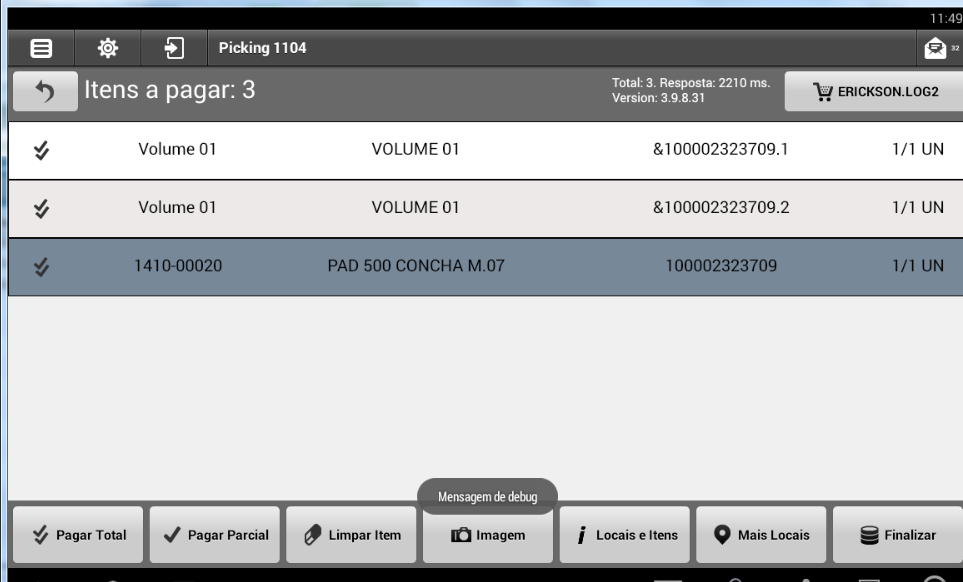 11:49
Picking 1104
32
Itens a pagar: 3
Total: 3. Resposta: 2210 ms.
Version: 3.9.8.31
ERICKSON.LOG2
Volume 01 VOLUME 01 &100002323709.1 1/1 UN
Volume 01 VOLUME 01 &100002323709.2 1/1 UN
1410-00020 PAD 500 CONCHA M.07 100002323709 1/1 UN
Mensagem de debug
Pagar Total Pagar Parcial Limpar Item Imagem Locais e Itens Mais Locais Finalizar